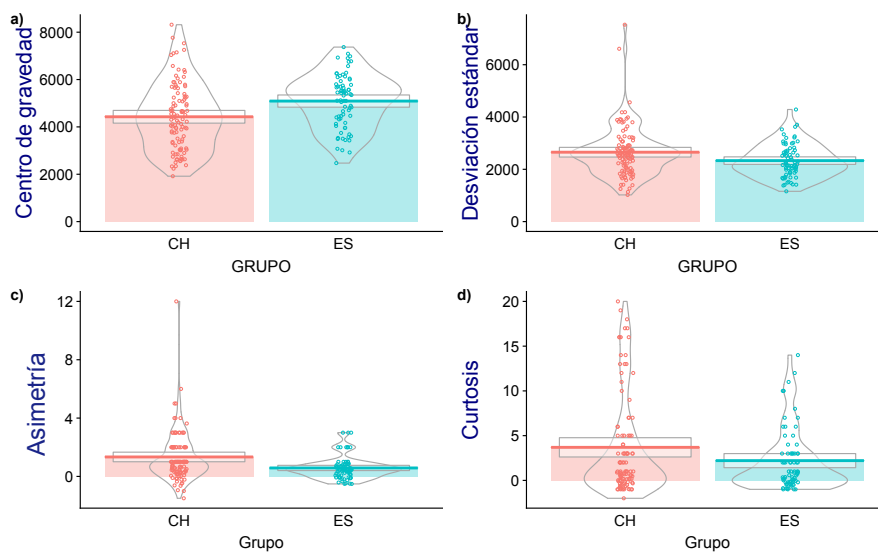 a)
Centro de gravedad
8000
6000
4000
2000
0
CH
ES
GRUPO
b)
Desviación estándar
8000
6000
4000
2000
0
CH
ES
GRUPO
c)
Asimetría
12
8
4
0
CH
ES
Grupo
d)
Curtosis
20
15
10
5
0
CH
ES
Grupo